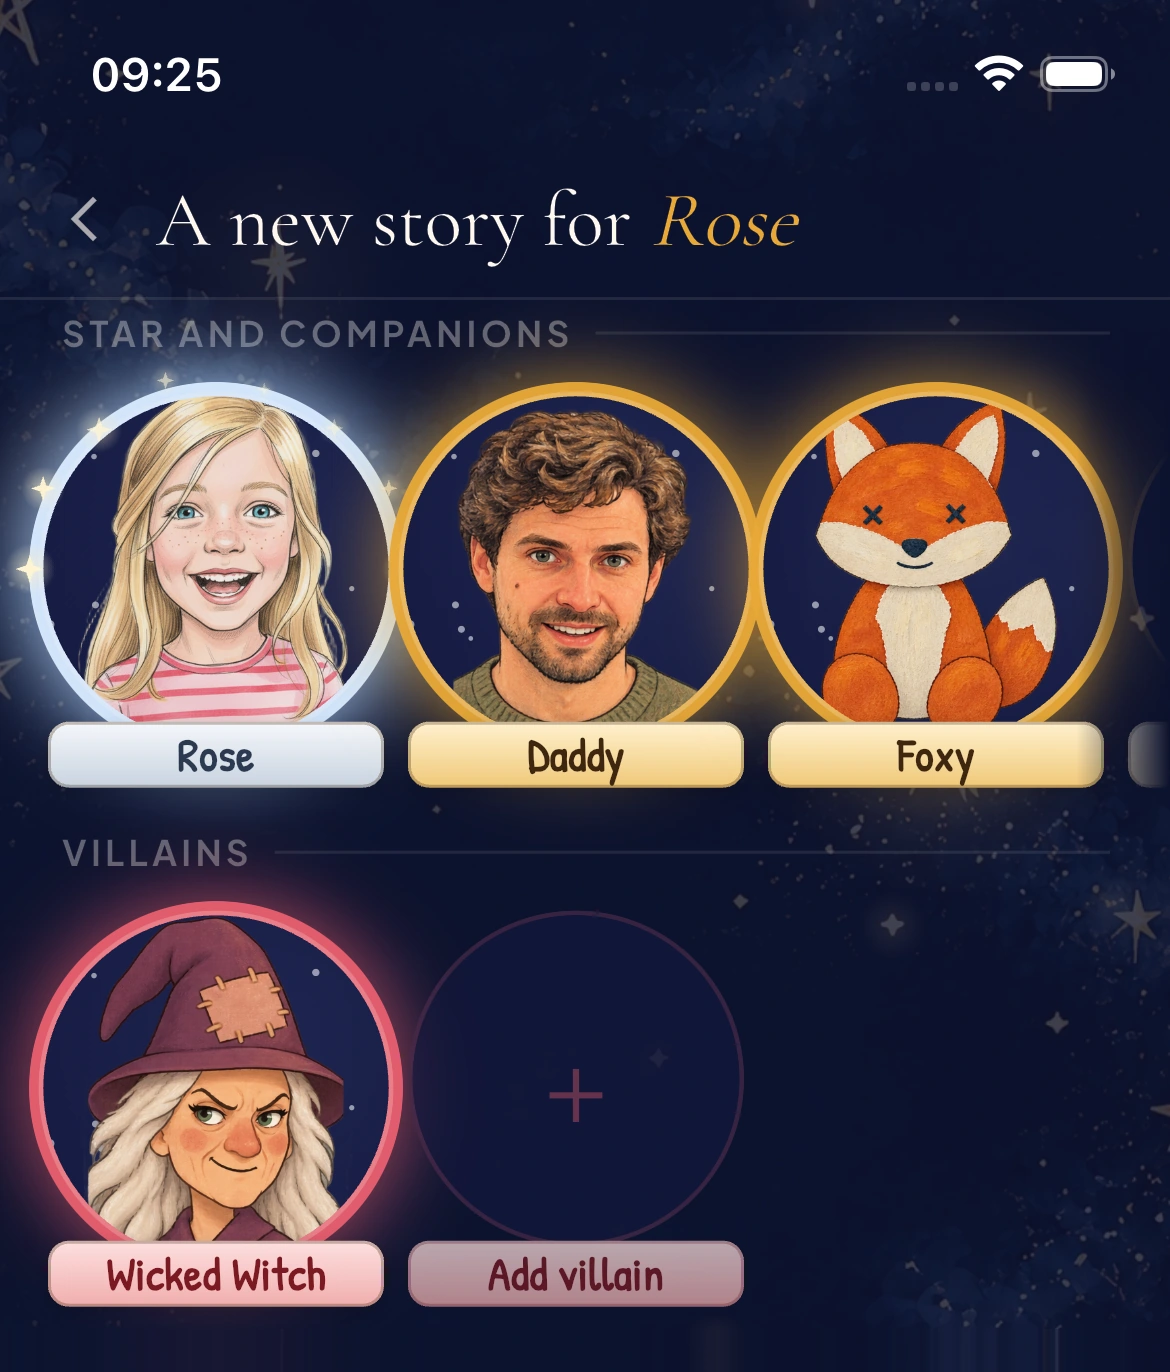 09:25
A new story for Rose
STAR AND COMPANIONS
Rose
Daddy
Foxy
VILLAINS
Wicked Witch
Add villain